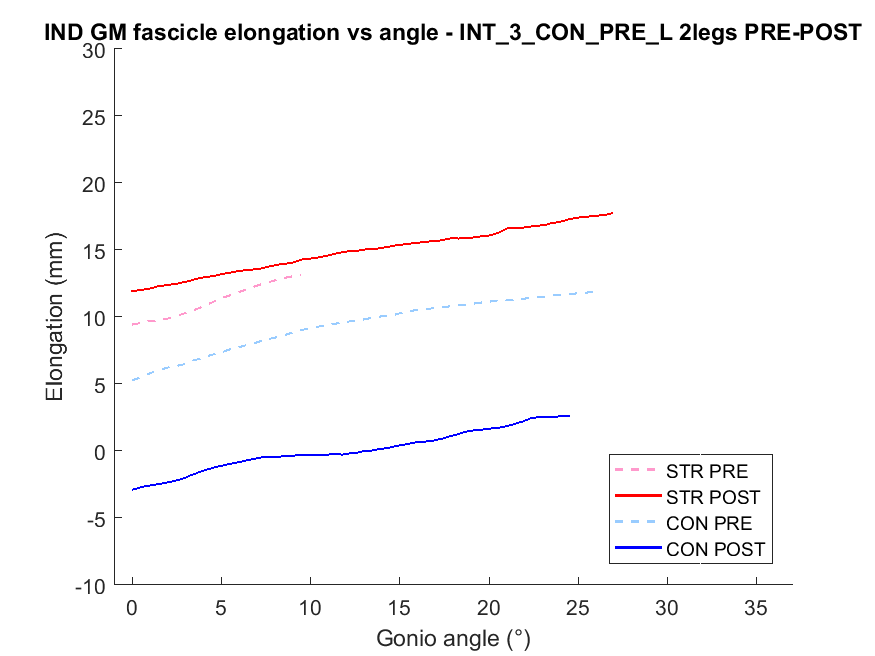 IND GM fascicle elongation vs angle - INT_3_CON_PRE_L 2legs PRE-POST
30
25
20
15
10
5
0
-5
-10
Elongation (mm)
0 5 10 15 20 25 30 35
Gonio angle (°)
STR PRE
STR POST
CON PRE
CON POST